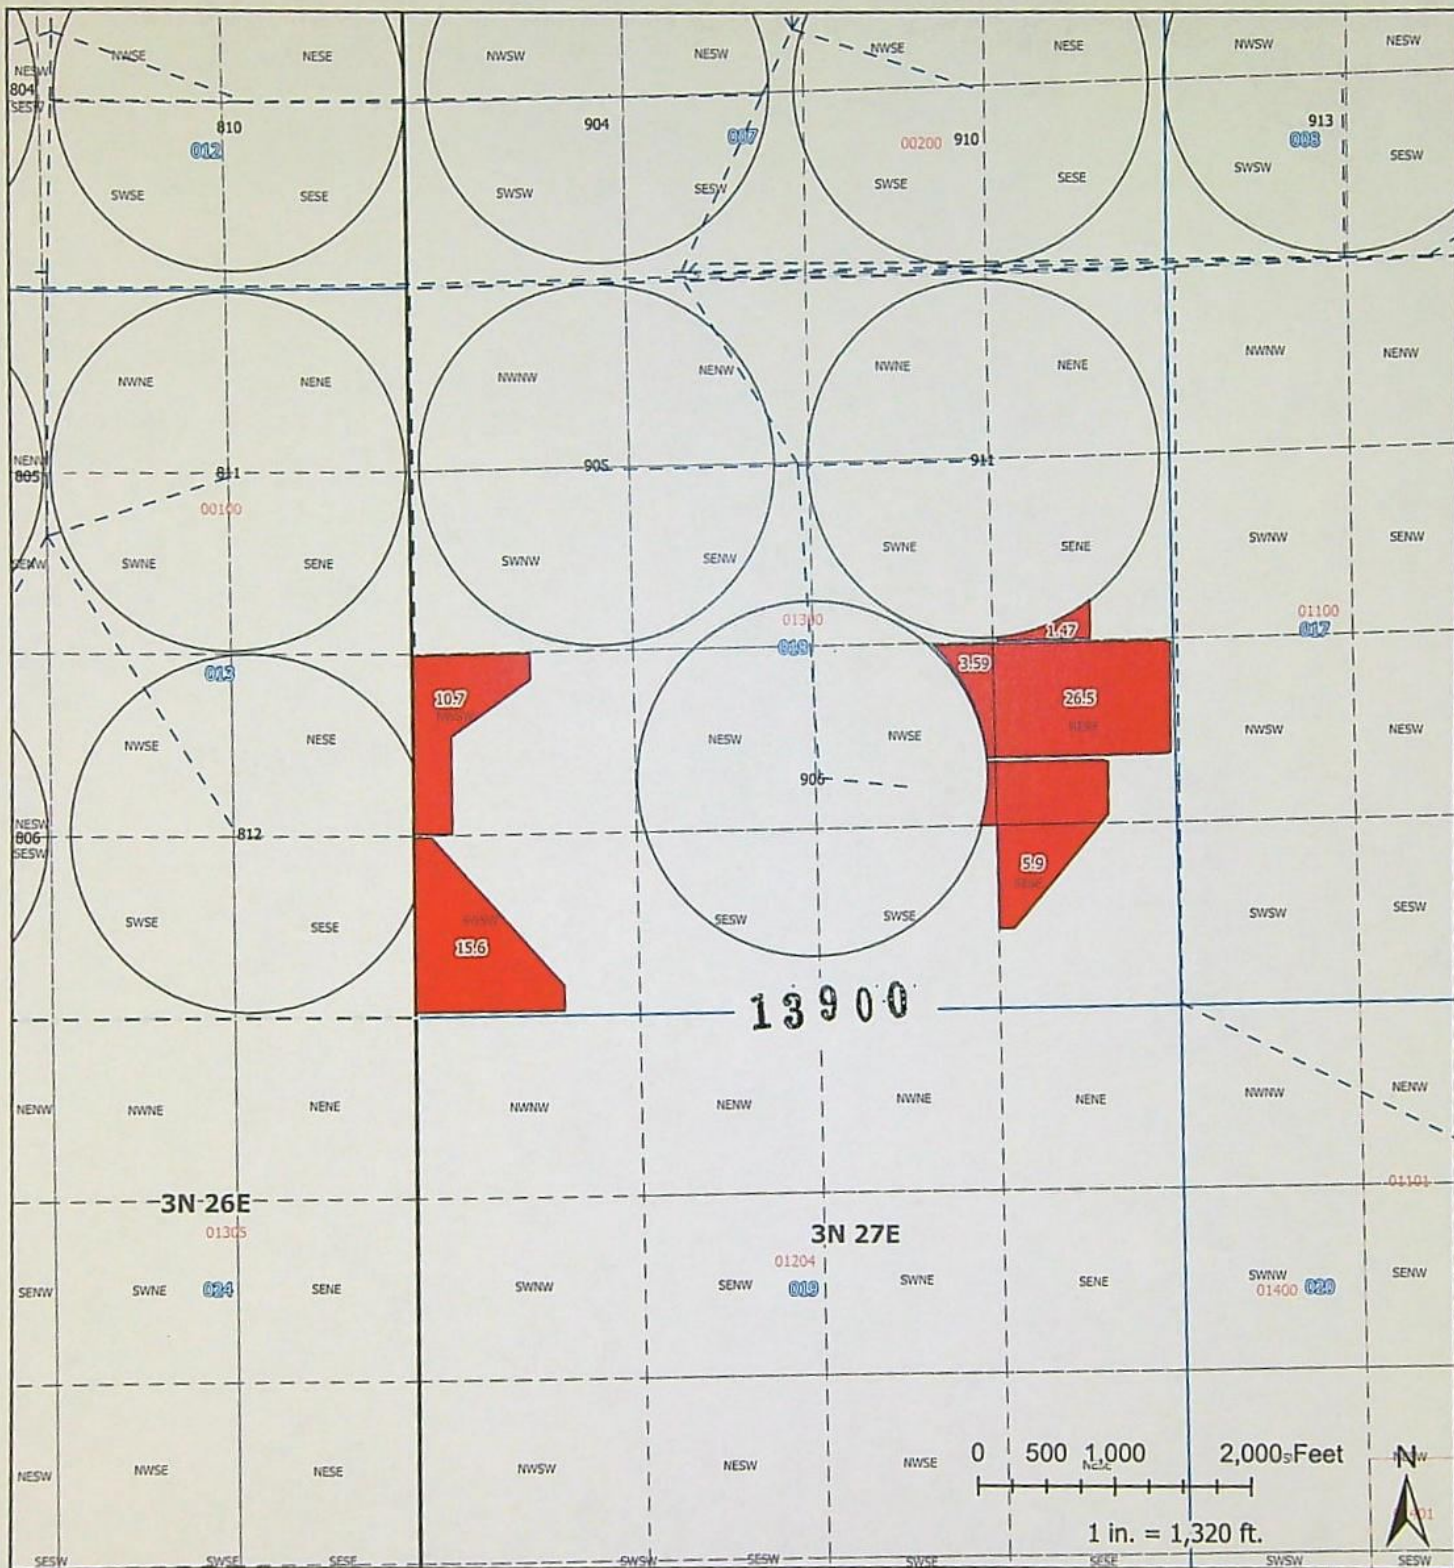 NWSE NESE NWSW NESW NWSE NESE NWSW NESW
NESW
804
SESW
810 904 007 00200 910 913
012 008
SWSE SESE SWSW SESW SWSE SESE SWSW SESW
NWNE NENE NWNW NENW NWNE NENE NWNW NENW
NENW
805 811 905 911
00100
SENW SWNE SENE SWNW SENW SWNE SENE SWNW SENW
01300 1.47 01100
013 018 3.59 017
10.7 26.5
NWSW NESE
NWSE NESE NESW NWSE NWSW NESW
906
NESW
806 812
SESW
5.9
SESE
SWSE SESE SWSW SESW SWSE SWSW SESW
15.6
13900
NENW NWNE NENE NWNW NENW NWNE NENE NWNW NENW
3N 26E 01101
01305 3N 27E
01204
SENW SWNE 024 SENE SWNW SENW 019 SWNE SENE SWNW 020 SENW
01400
NESW NWSE NESE NWSW NESW NWSE NESE NESW
0 500 1,000 2,000 Feet N
1 in. = 1,320 ft.
SESW SWSE SESE SWSW SESW SWSE SESE SWSW SESW